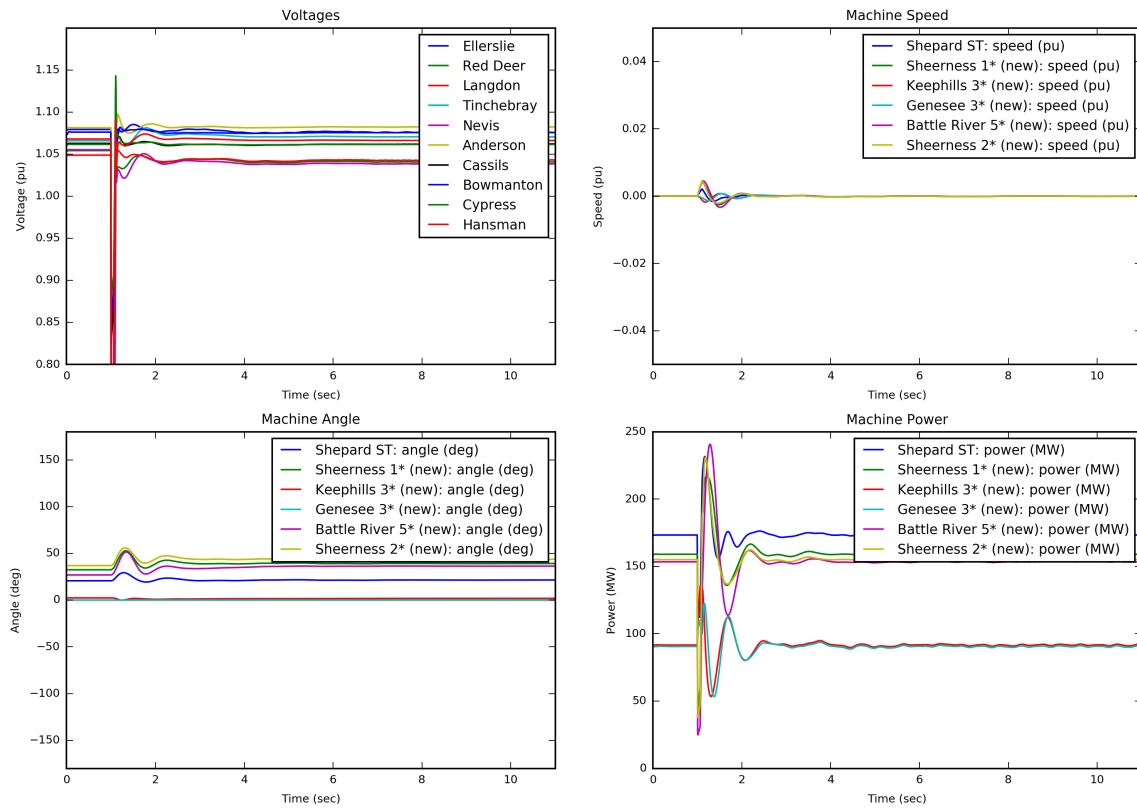 Voltages
Voltage (pu)
1.15
1.10
1.05
1.00
0.95
0.90
0.85
0.80
0 2 4 6 8 10
Time (sec)
Ellerslie
Red Deer
Langdon
Tinchebray
Nevis
Anderson
Cassils
Bowmanton
Cypress
Hansman
Machine Speed
Speed (pu)
0.04
0.02
0.00
−0.02
−0.04
0 2 4 6 8 10
Time (sec)
Shepard ST: speed (pu)
Sheerness 1* (new): speed (pu)
Keephills 3* (new): speed (pu)
Genesee 3* (new): speed (pu)
Battle River 5* (new): speed (pu)
Sheerness 2* (new): speed (pu)
Machine Angle
Angle (deg)
150
100
50
0
−50
−100
−150
0 2 4 6 8 10
Time (sec)
Shepard ST: angle (deg)
Sheerness 1* (new): angle (deg)
Keephills 3* (new): angle (deg)
Genesee 3* (new): angle (deg)
Battle River 5* (new): angle (deg)
Sheerness 2* (new): angle (deg)
Machine Power
Power (MW)
250
200
150
100
50
0
0 2 4 6 8 10
Time (sec)
Shepard ST: power (MW)
Sheerness 1* (new): power (MW)
Keephills 3* (new): power (MW)
Genesee 3* (new): power (MW)
Battle River 5* (new): power (MW)
Sheerness 2* (new): power (MW)